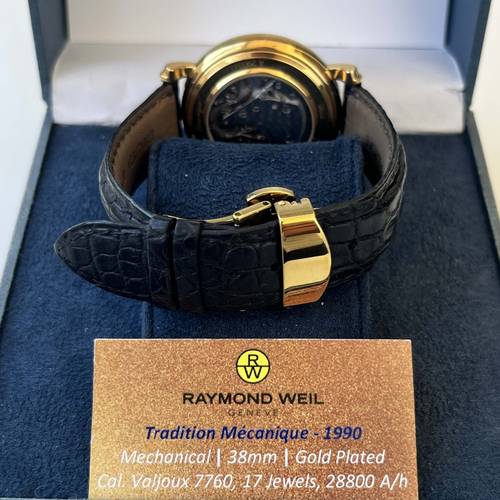 RW
RAYMOND WEIL
GENEVE
Tradition Mécanique - 1990
Mechanical | 38mm | Gold Plated
Cal. Valjoux 7760, 17 Jewels, 28800 A/h